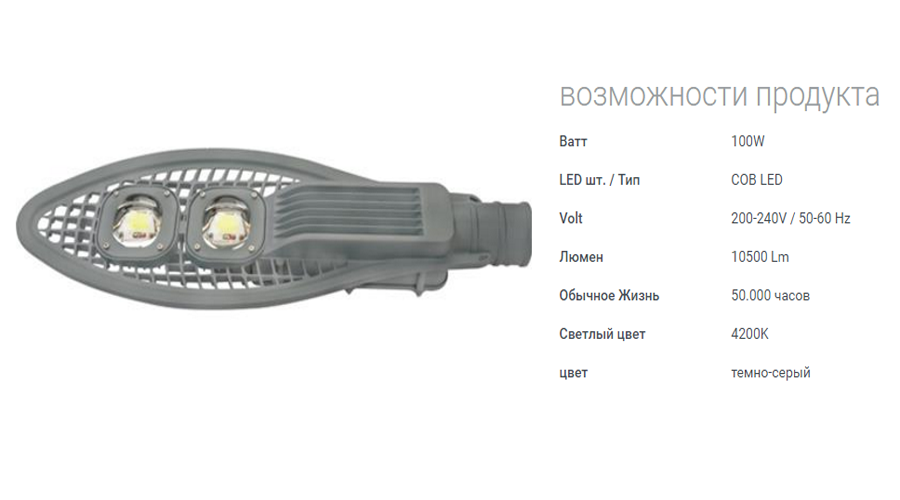 возможности продукта
Ватт 100W
LED шт. / Тип COB LED
Volt 200-240V / 50-60 Hz
Люмен 10500 Lm
Обычное Жизнь 50.000 часов
Светлый цвет 4200K
цвет темно-серый